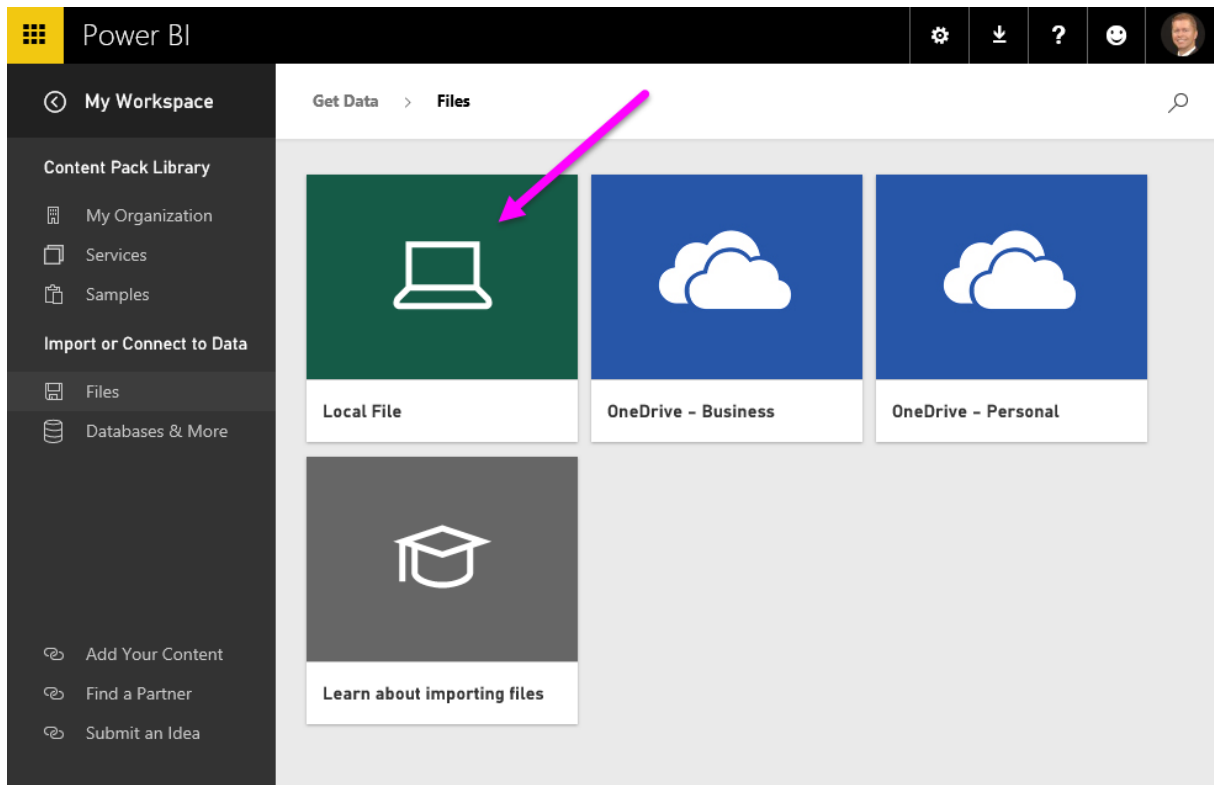 Power BI
?
My Workspace
Get Data > Files
Content Pack Library
My Organization
Services
Samples
Import or Connect to Data
Files
Databases & More
Local File
OneDrive – Business
OneDrive – Personal
Learn about importing files
Add Your Content
Find a Partner
Submit an Idea